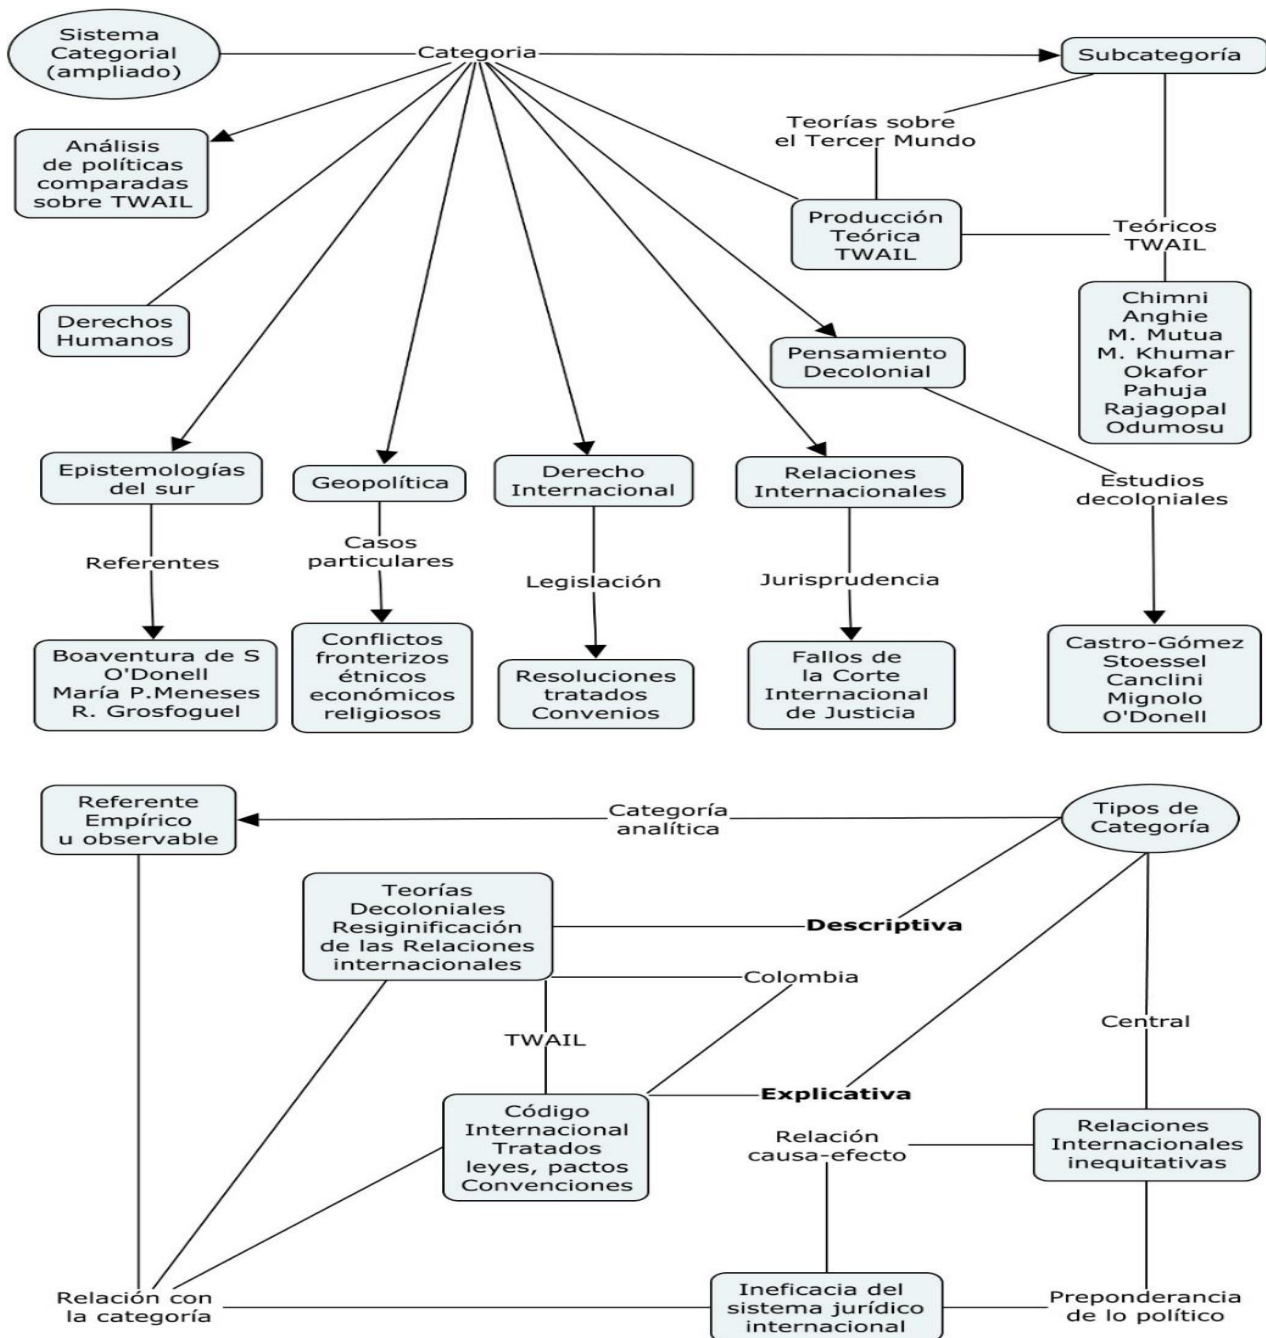 Sistema
Categorial
(ampliado)
Categoria
Subcategoría
Análisis
de políticas
comparadas
sobre TWAIL
Teorías sobre
el Tercer Mundo
Producción
Teórica
TWAIL
Teóricos
TWAIL
Derechos
Humanos
Chimni
Anghie
M. Mutua
M. Khumar
Okafor
Pahuja
Rajagopal
Odumosu
Pensamiento
Decolonial
Epistemologías
del sur
Geopolítica
Derecho
Internacional
Relaciones
Internacionales
Estudios
decoloniales
Referentes
Casos
particulares
Legislación
Jurisprudencia
Boaventura de S
O'Donell
María P.Meneses
R. Grosfoguel
Conflictos
fronterizos
étnicos
económicos
religiosos
Resoluciones
tratados
Convenios
Fallos de
la Corte
Internacional
de Justicia
Castro-Gómez
Stoessel
Canclini
Mignolo
O'Donell
Referente
Empírico
u observable
Categoría
analítica
Tipos de
Categoría
Teorías
Decoloniales
Resiginificación
de las Relaciones
internacionales
Descriptiva
Colombia
TWAIL
Central
Explicativa
Código
Internacional
Tratados
leyes, pactos
Convenciones
Relación
causa-efecto
Relaciones
Internacionales
inequitativas
Relación con
la categoría
Ineficacia del
sistema jurídico
internacional
Preponderancia
de lo político